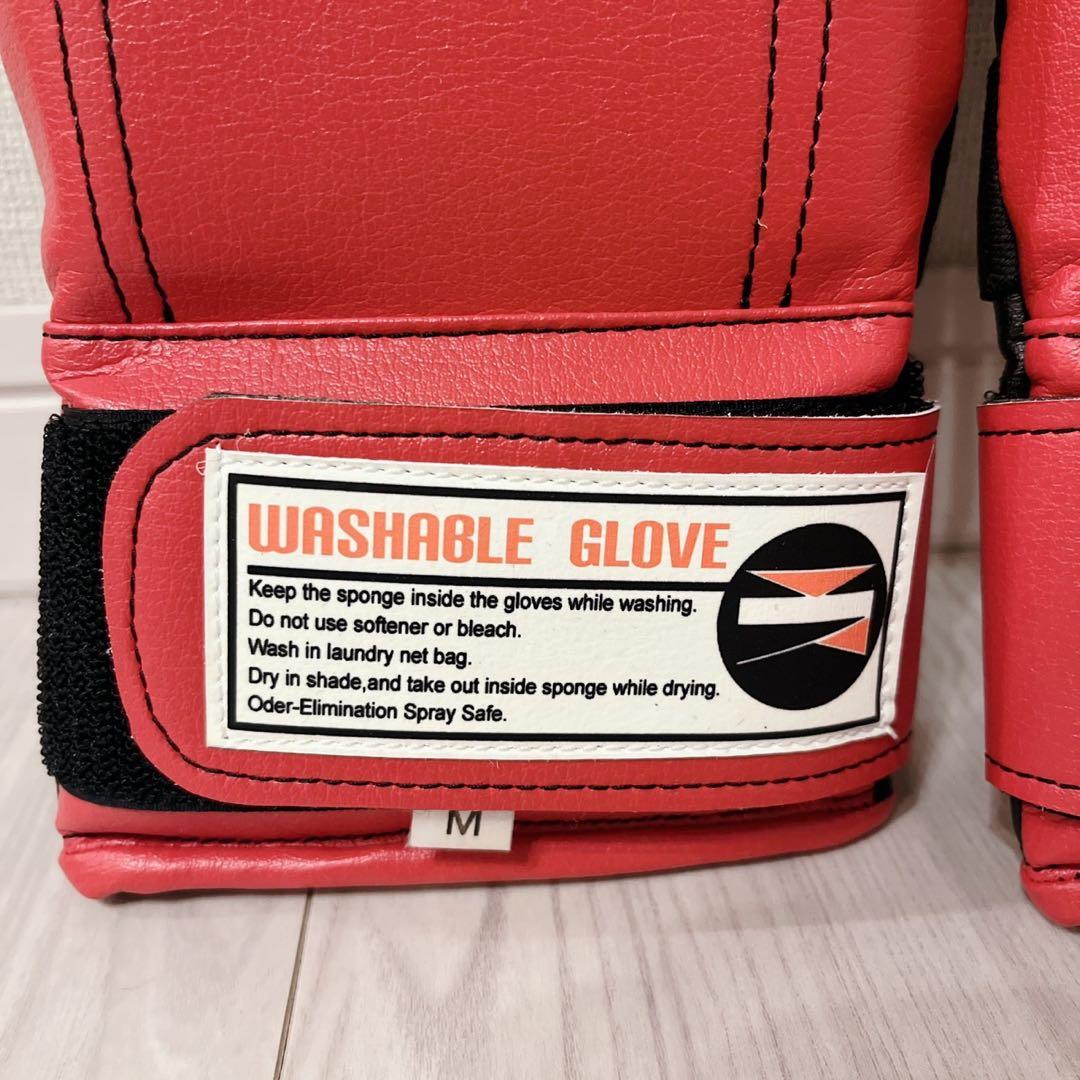 WASHABLE GLOVE
Keep the sponge inside the gloves while washing.
Do not use softener or bleach.
Wash in laundry net bag.
Dry in shade,and take out inside sponge while drying.
Oder-Elimination Spray Safe.
M